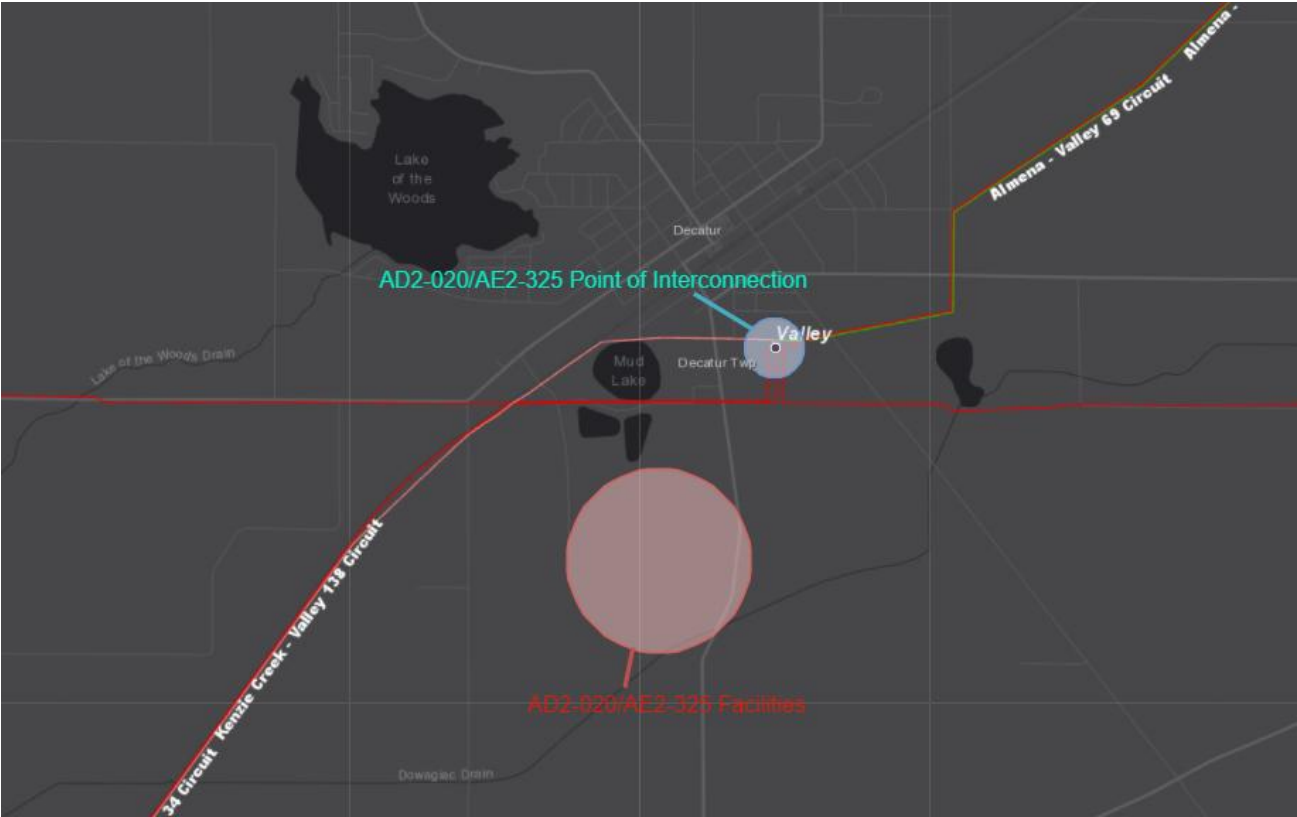 Almena -
Almena - Valley 69 Circuit
Lake
of the
Woods
Decatur
AD2-020/AE2-325 Point of Interconnection
Valley
Lake of the Woods Drain
Mud
Lake
Decatur Twp
34 Circuit Kenzie Creek - Valley 138 Circuit
AD2-020/AE2-325 Facilities
Dowagiac Drain